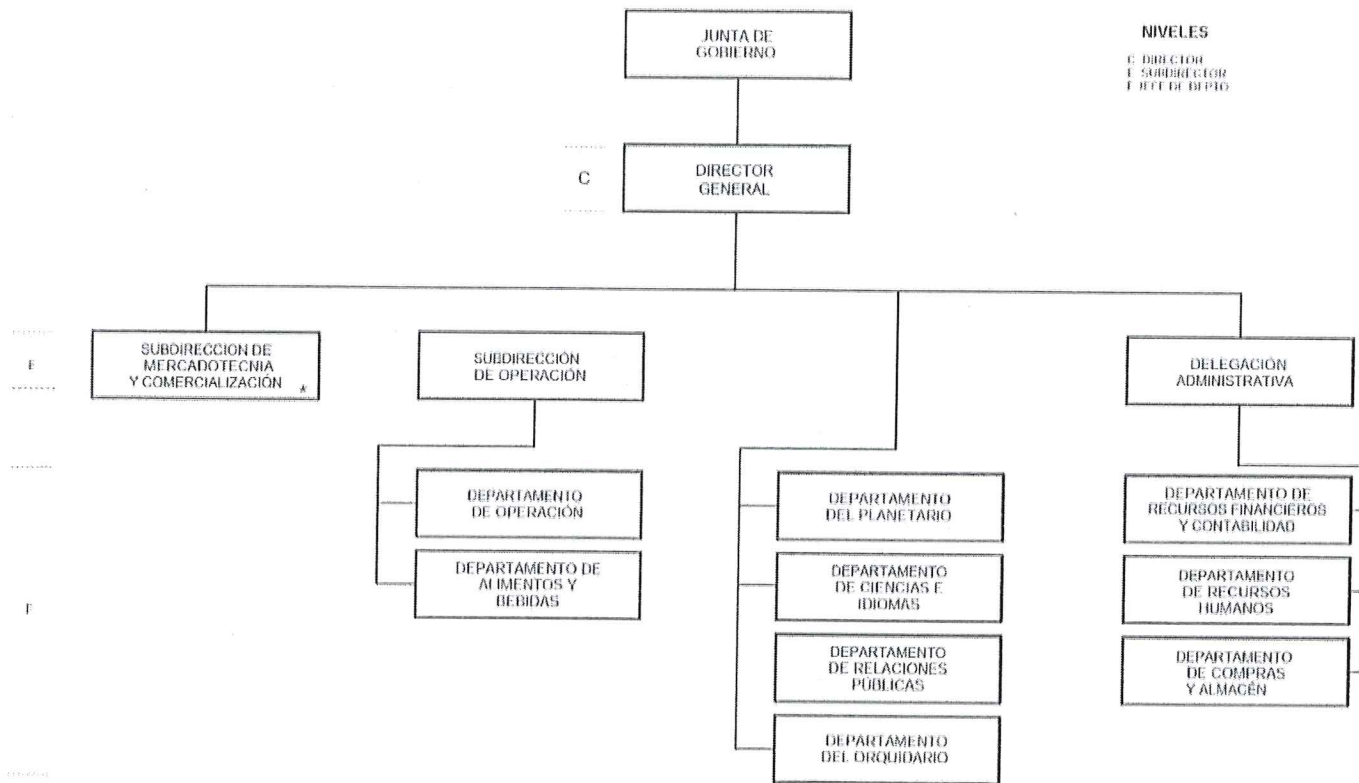 JUNTA DE
GOBIERNO
NIVELES
C DIRECTOR
E SUBDIRECTOR
F JEFE DE DEPTO
C
DIRECTOR
GENERAL
E
SUBDIRECCION DE
MERCADOTECNIA
Y COMERCIALIZACIÓN *
SUBDIRECCIÓN
DE OPERACIÓN
DELEGACIÓN
ADMINISTRATIVA
F
DEPARTAMENTO
DE OPERACIÓN
DEPARTAMENTO DE
ALIMENTOS Y
BEBIDAS
DEPARTAMENTO
DEL PLANETARIO
DEPARTAMENTO
DE CIENCIAS E
IDIOMAS
DEPARTAMENTO
DE RELACIONES
PÚBLICAS
DEPARTAMENTO
DEL ORQUIDARIO
DEPARTAMENTO DE
RECURSOS FINANCIEROS
Y CONTABILIDAD
DEPARTAMENTO
DE RECURSOS
HUMANOS
DEPARTAMENTO
DE COMPRAS
Y ALMACÉN